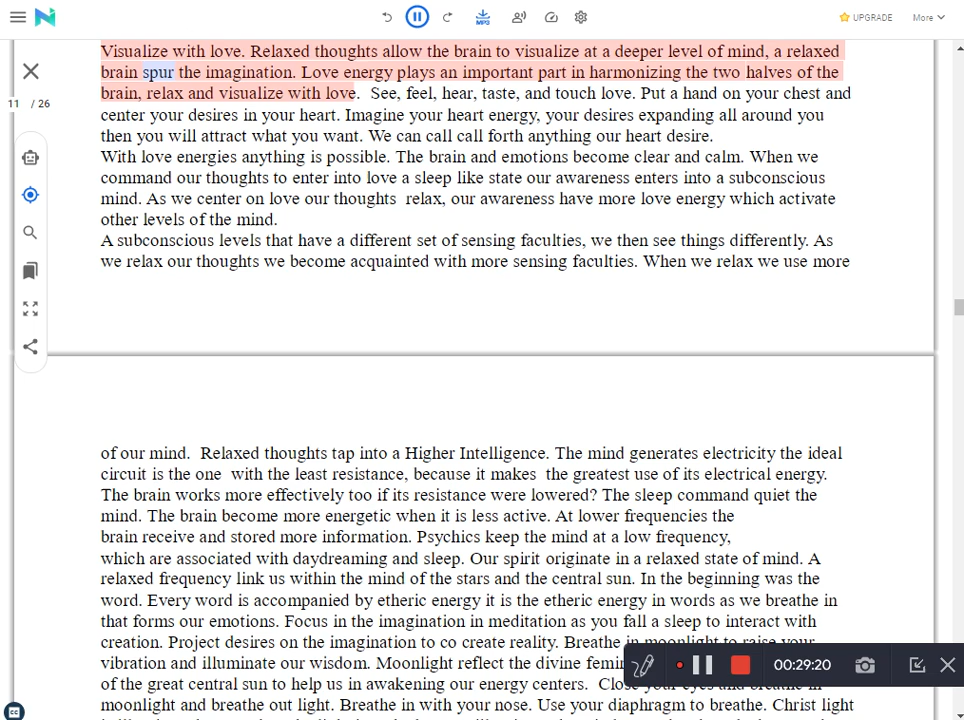 MP3
UPGRADE
More
11 / 26
Visualize with love. Relaxed thoughts allow the brain to visualize at a deeper level of mind, a relaxed
brain spur the imagination. Love energy plays an important part in harmonizing the two halves of the
brain, relax and visualize with love.  See, feel, hear, taste, and touch love. Put a hand on your chest and
center your desires in your heart. Imagine your heart energy, your desires expanding all around you
then you will attract what you want. We can call call forth anything our heart desire.
With love energies anything is possible. The brain and emotions become clear and calm. When we
command our thoughts to enter into love a sleep like state our awareness enters into a subconscious
mind. As we center on love our thoughts  relax, our awareness have more love energy which activate
other levels of the mind.
A subconscious levels that have a different set of sensing faculties, we then see things differently. As
we relax our thoughts we become acquainted with more sensing faculties. When we relax we use more
of our mind.  Relaxed thoughts tap into a Higher Intelligence. The mind generates electricity the ideal
circuit is the one  with the least resistance, because it makes  the greatest use of its electrical energy.
The brain works more effectively too if its resistance were lowered? The sleep command quiet the
mind. The brain become more energetic when it is less active. At lower frequencies the
brain receive and stored more information. Psychics keep the mind at a low frequency,
which are associated with daydreaming and sleep. Our spirit originate in a relaxed state of mind. A
relaxed frequency link us within the mind of the stars and the central sun. In the beginning was the
word. Every word is accompanied by etheric energy it is the etheric energy in words as we breathe in
that forms our emotions. Focus in the imagination in meditation as you fall a sleep to interact with
creation. Project desires on the imagination to co create reality. Breathe in moonlight to raise your
vibration and illuminate our wisdom. Moonlight reflect the divine
of the great central sun to help us in awakening our energy centers.  Close your eyes and breathe in
moonlight and breathe out light. Breathe in with your nose. Use your diaphragm to breathe. Christ light
00:29:20